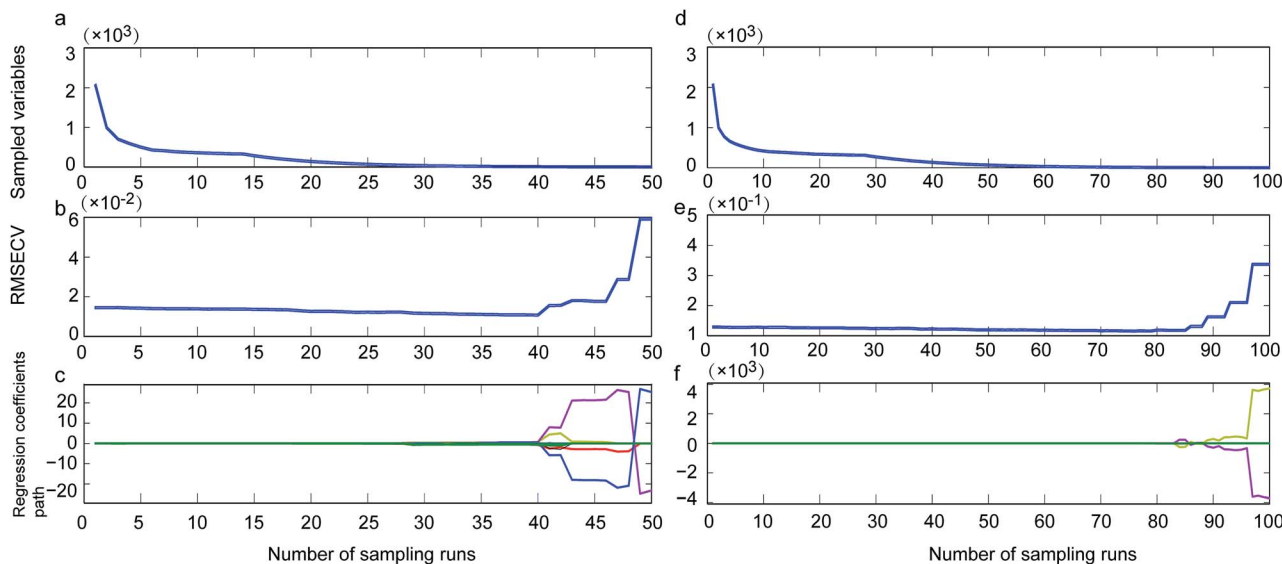 a
(×10³)
Sampled variables
3
2
1
0
0 5 10 15 20 25 30 35 40 45 50
b
(×10⁻²)
RMSECV
6
4
2
0
0 5 10 15 20 25 30 35 40 45 50
c
Regression coefficients
path
20
10
0
−10
−20
0 5 10 15 20 25 30 35 40 45 50
Number of sampling runs
d
(×10³)
3
2
1
0
0 10 20 30 40 50 60 70 80 90 100
e
(×10⁻¹)
5
4
3
2
1
0 10 20 30 40 50 60 70 80 90 100
f
(×10³)
4
2
0
−2
−4
0 10 20 30 40 50 60 70 80 90 100
Number of sampling runs